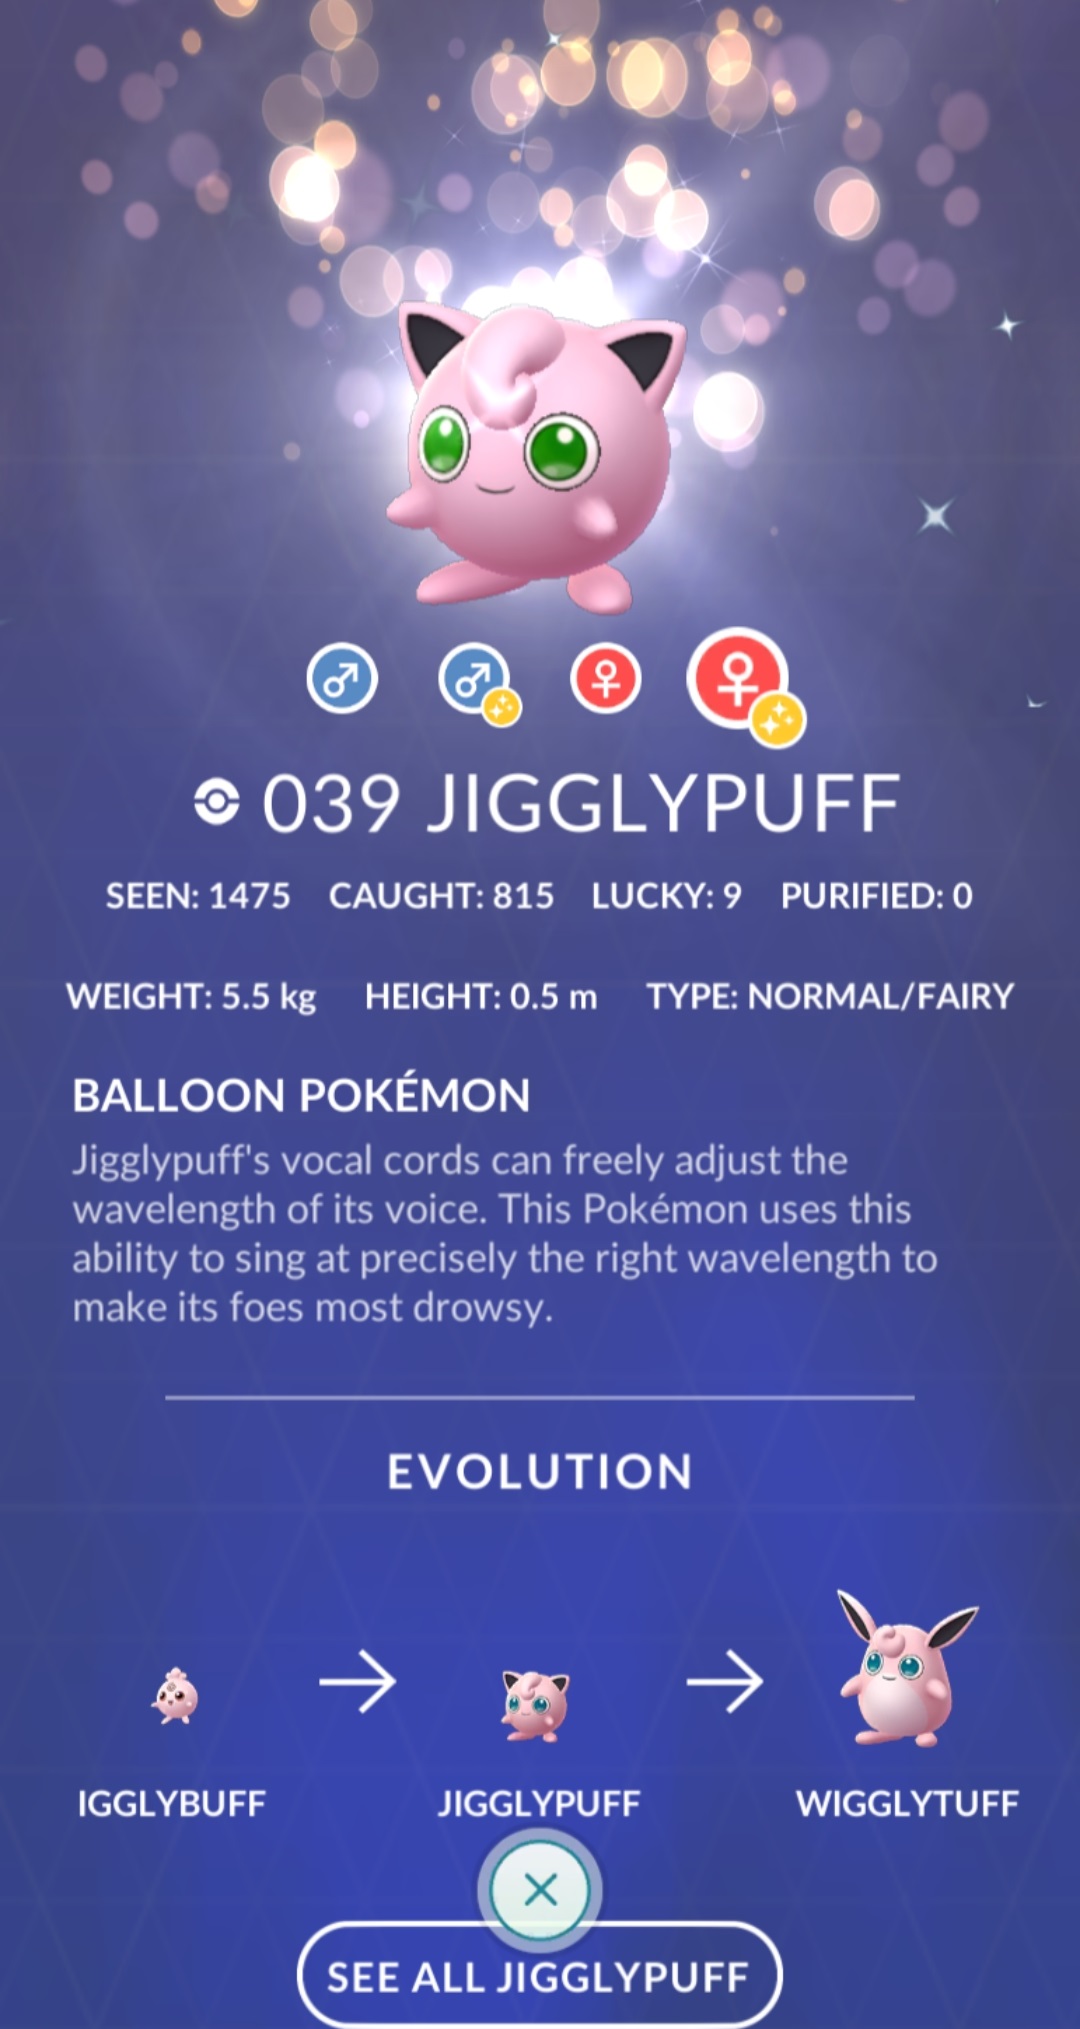 039 JIGGLYPUFF
SEEN: 1475 CAUGHT: 815 LUCKY: 9 PURIFIED: 0
WEIGHT: 5.5 kg HEIGHT: 0.5 m TYPE: NORMAL/FAIRY
BALLOON POKÉMON
Jigglypuff's vocal cords can freely adjust the
wavelength of its voice. This Pokémon uses this
ability to sing at precisely the right wavelength to
make its foes most drowsy.
EVOLUTION
IGGLYBUFF JIGGLYPUFF WIGGLYTUFF
SEE ALL JIGGLYPUFF